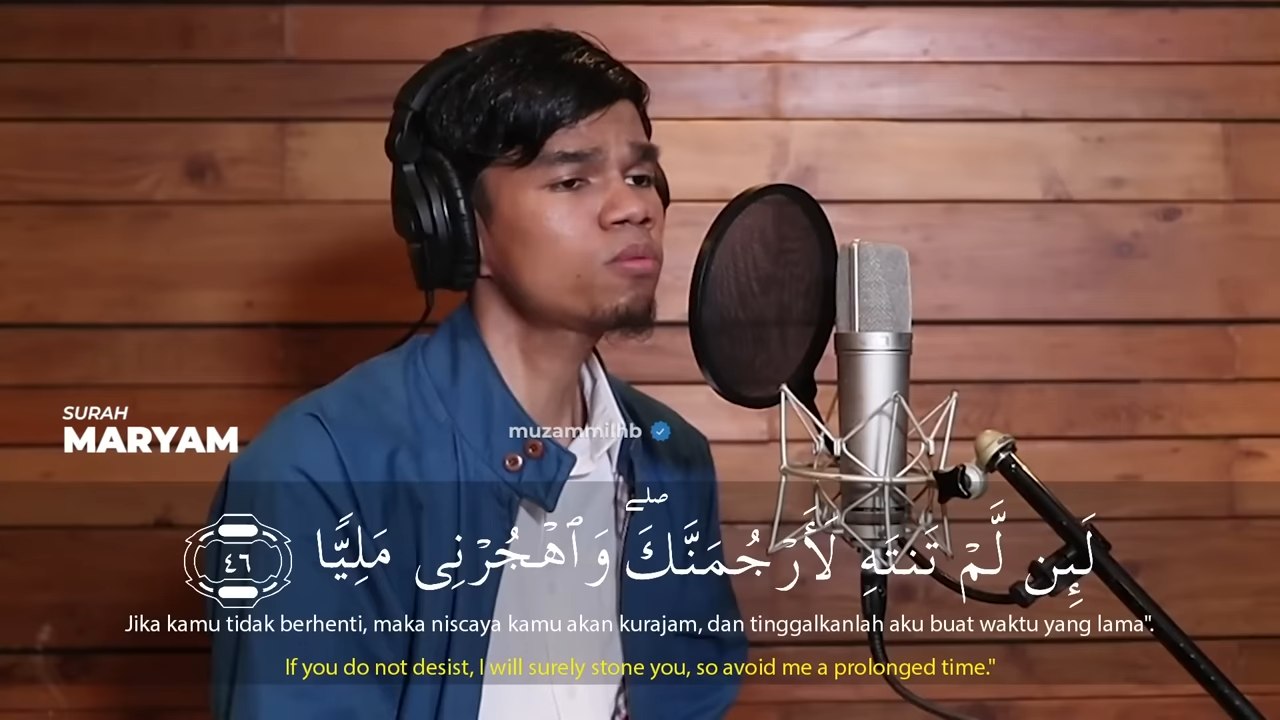 SURAH
MARYAM
muzammilhb
لَئِن لَّمْ تَنتَهِ لَأَرْجُمَنَّكَ ۖ وَٱهْجُرْنِى مَلِيًّا ٤٦
Jika kamu tidak berhenti, maka niscaya kamu akan kurajam, dan tinggalkanlah aku buat waktu yang lama".
If you do not desist, I will surely stone you, so avoid me a prolonged time."